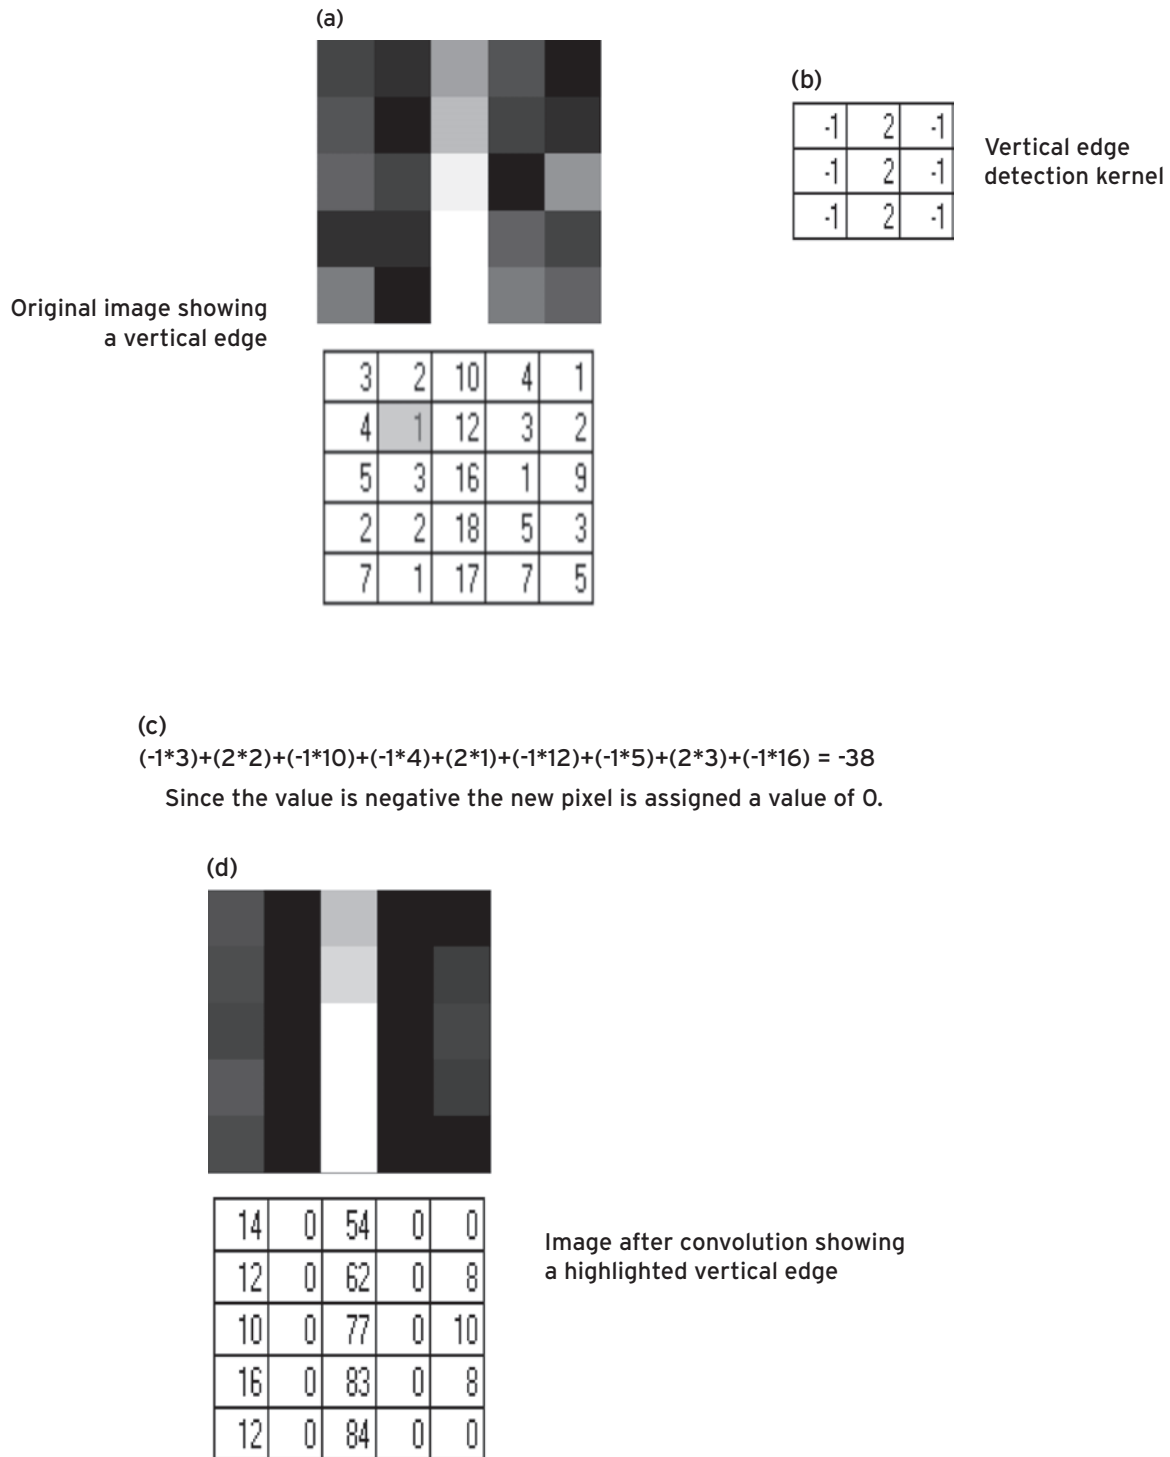 (a)
(b)
-1 2 -1
-1 2 -1
-1 2 -1
Vertical edge
detection kernel
Original image showing
a vertical edge
3 2 10 4 1
4 1 12 3 2
5 3 16 1 9
2 2 18 5 3
7 1 17 7 5
(c)
(-1*3)+(2*2)+(-1*10)+(-1*4)+(2*1)+(-1*12)+(-1*5)+(2*3)+(-1*16) = -38
Since the value is negative the new pixel is assigned a value of 0.
(d)
14 0 54 0 0
12 0 62 0 8
10 0 77 0 10
16 0 83 0 8
12 0 84 0 0
Image after convolution showing
a highlighted vertical edge